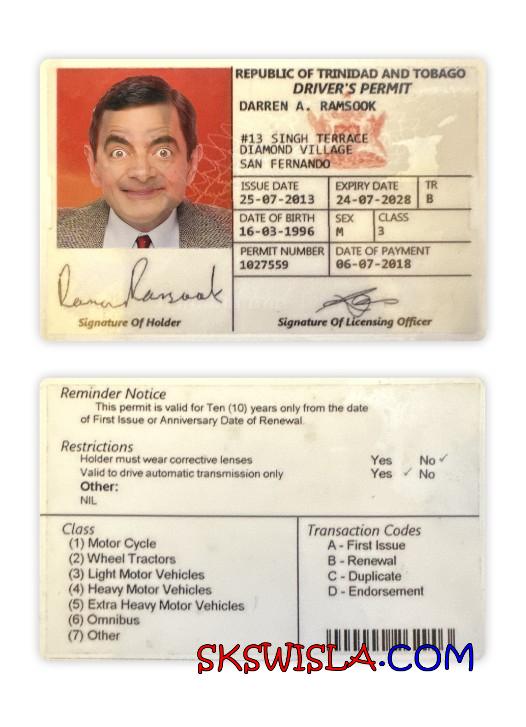 REPUBLIC OF TRINIDAD AND TOBAGO
DRIVER'S PERMIT
DARREN A. RAMSOOK
#13 SINGH TERRACE
DIAMOND VILLAGE
SAN FERNANDO
ISSUE DATE EXPIRY DATE TR
25-07-2013 24-07-2028 B
DATE OF BIRTH SEX CLASS
16-03-1996 M 3
PERMIT NUMBER DATE OF PAYMENT
1027559 06-07-2018
Ramsook
Signature Of Holder Signature Of Licensing Officer
Reminder Notice
This permit is valid for Ten (10) years only from the date
of First Issue or Anniversary Date of Renewal
Restrictions
Holder must wear corrective lenses Yes No ✓
Valid to drive automatic transmission only Yes ✓ No
Other:
NIL
Class
(1) Motor Cycle
(2) Wheel Tractors
(3) Light Motor Vehicles
(4) Heavy Motor Vehicles
(5) Extra Heavy Motor Vehicles
(6) Omnibus
(7) Other
Transaction Codes
A - First Issue
B - Renewal
C - Duplicate
D - Endorsement
SKSWISLA.COM